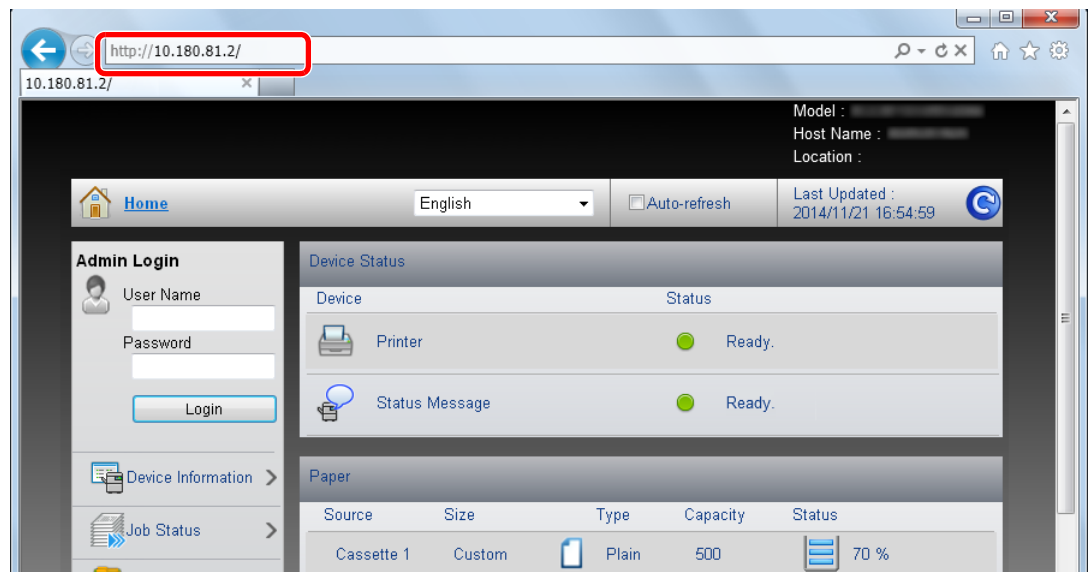 http://10.180.81.2/
10.180.81.2/
Model :
Host Name :
Location :
Home
English
Auto-refresh
Last Updated :
2014/11/21 16:54:59
Admin Login
User Name
Password
Login
Device Information
Job Status
Device Status
Device Status
Printer Ready.
Status Message Ready.
Paper
Source Size Type Capacity Status
Cassette 1 Custom Plain 500 70 %